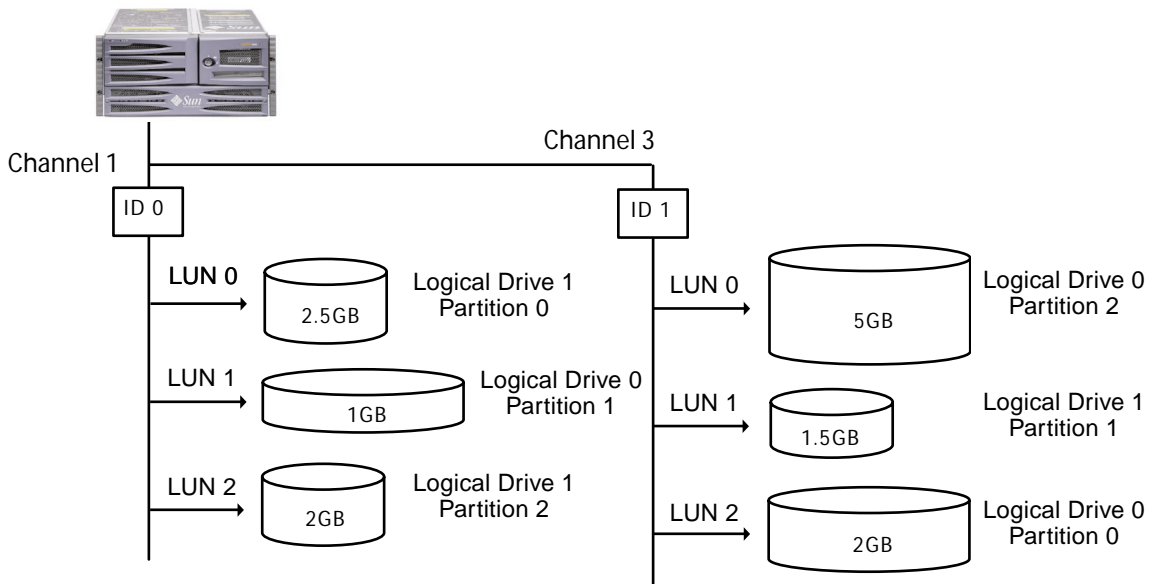 Sun
Channel 1
Channel 3
ID 0
ID 1
LUN 0
2.5GB
Logical Drive 1
Partition 0
LUN 1
1GB
Logical Drive 0
Partition 1
LUN 2
2GB
Logical Drive 1
Partition 2
LUN 0
5GB
Logical Drive 0
Partition 2
LUN 1
1.5GB
Logical Drive 1
Partition 1
LUN 2
2GB
Logical Drive 0
Partition 0